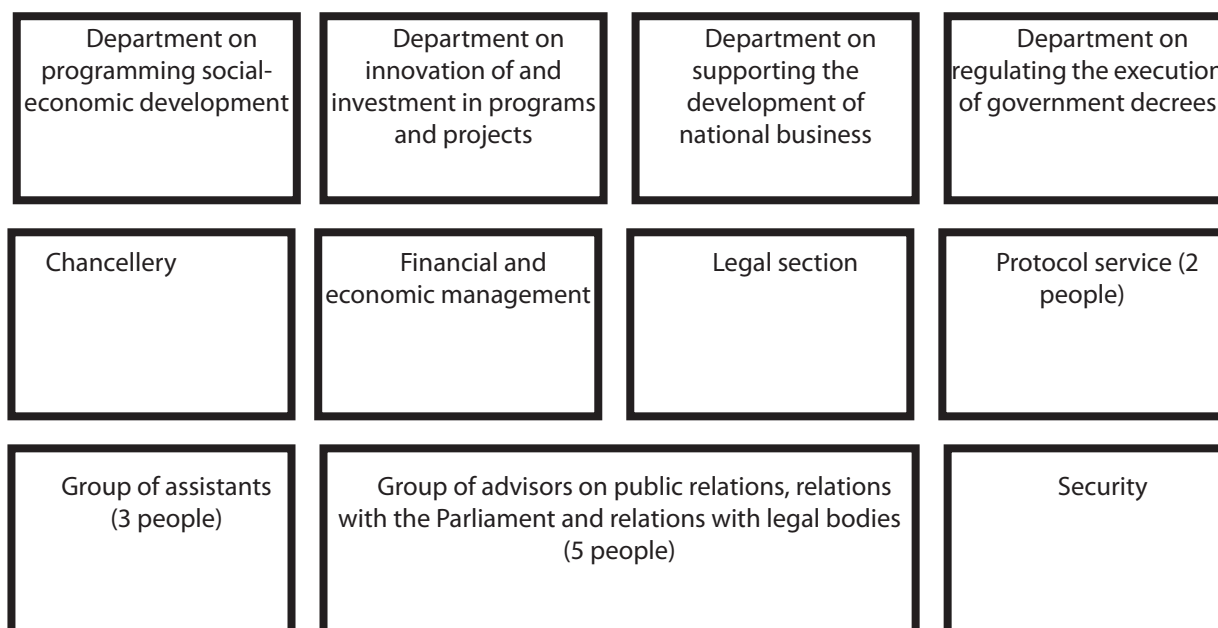 Department on
programming social-
economic development
Department on
innovation of and
investment in programs
and projects
Department on
supporting the
development of
national business
Department on
regulating the execution
of government decrees
Chancellery
Financial and
economic management
Legal section
Protocol service (2
people)
Group of assistants
(3 people)
Group of advisors on public relations, relations
with the Parliament and relations with legal bodies
(5 people)
Security